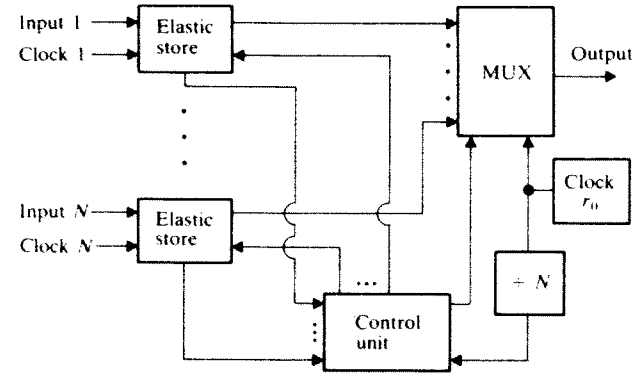 Input 1
Clock 1
Elastic
store
MUX
Output
Input N
Clock N
Elastic
store
Clock
r₀
÷ N
Control
unit